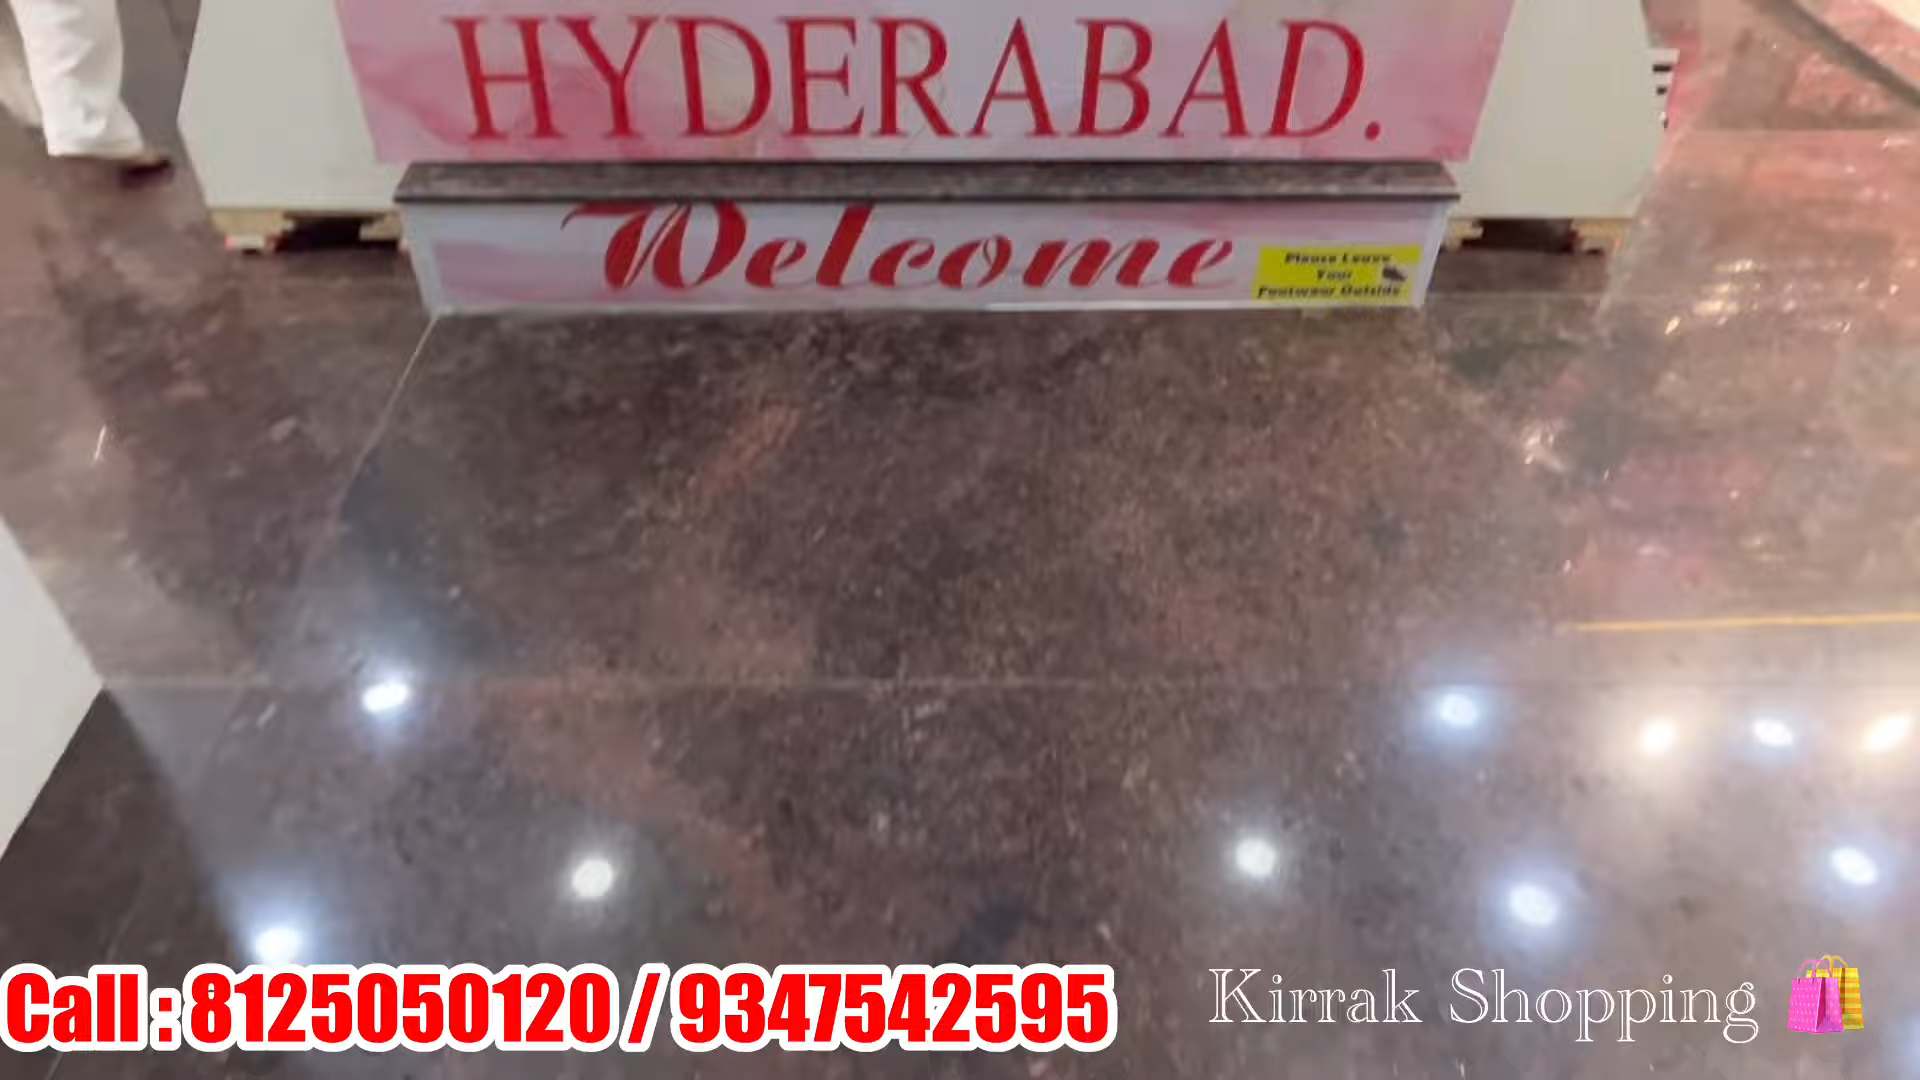 HYDERABAD.
Welcome
Please Leave
Your
Footwear Outside
Call : 8125050120 / 9347542595
Kirrak Shopping